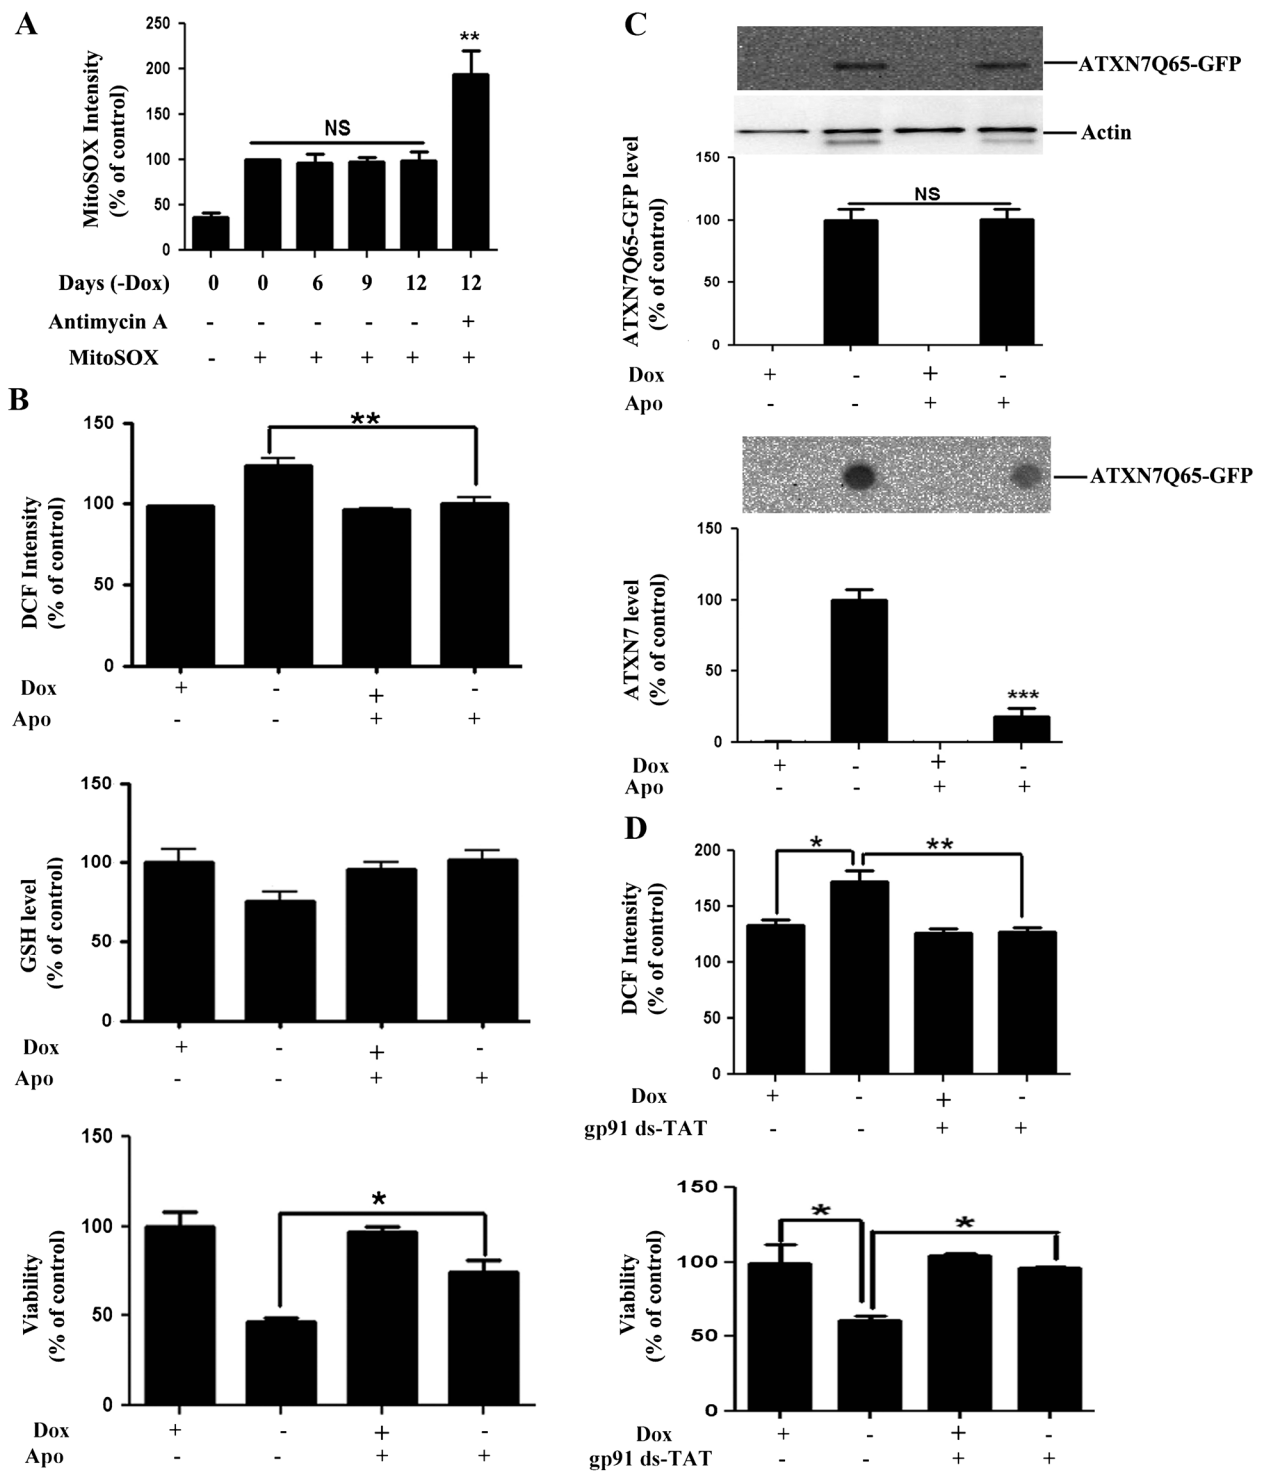 A
250
**
200
150
NS
100
50
0
MitoSOX Intensity
(% of control)
Days (-Dox) 0 0 6 9 12 12
Antimycin A - - - - - +
MitoSOX - + + + + +
B
150
**
100
50
0
DCF Intensity
(% of control)
Dox + - + -
Apo - - + +
150
100
50
0
GSH level
(% of control)
Dox + - + -
Apo - - + +
150
*
100
50
0
Viability
(% of control)
Dox + - + -
Apo - - + +
C
ATXN7Q65-GFP
Actin
150
NS
100
50
0
ATXN7Q65-GFP level
(% of control)
Dox + - + -
Apo - - + +
ATXN7Q65-GFP
150
100
50
***
0
ATXN7 level
(% of control)
Dox + - + -
Apo - - + +
D
200
* **
150
100
50
0
DCF Intensity
(% of control)
Dox + - + -
gp91 ds-TAT - - + +
150
* *
100
50
0
Viability
(% of control)
Dox + - + -
gp91 ds-TAT - - + +